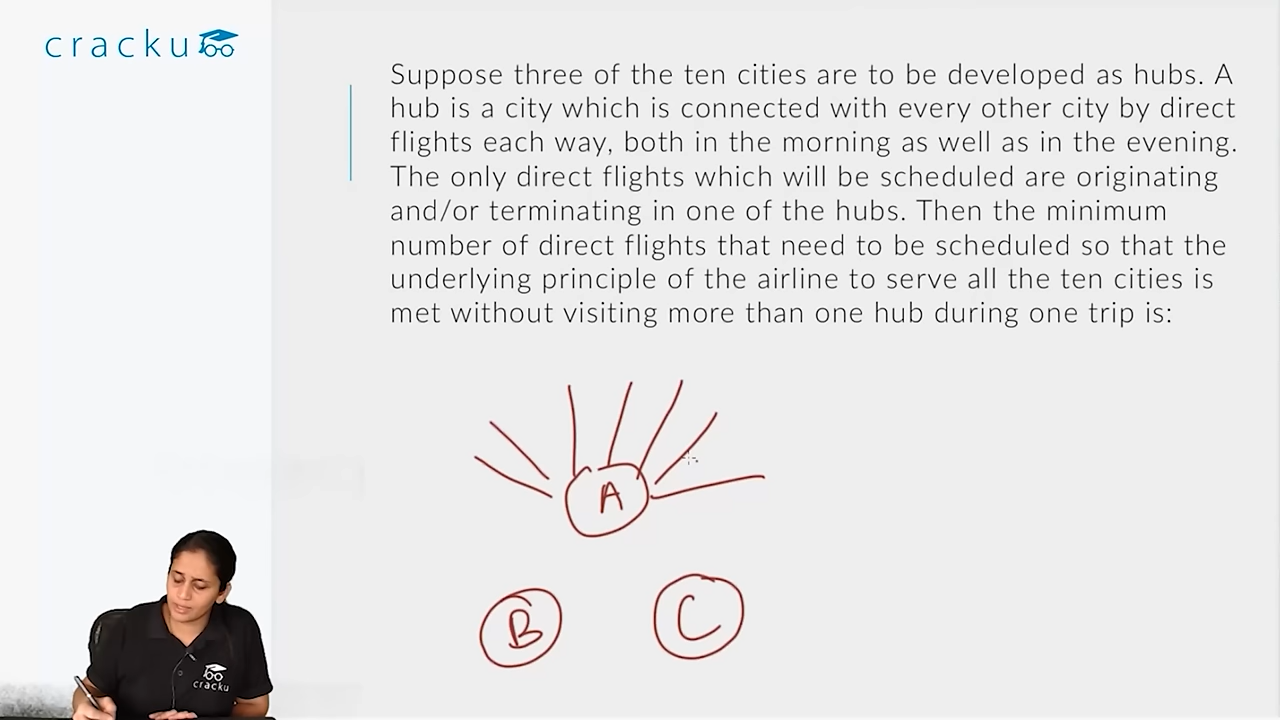 cracku
Suppose three of the ten cities are to be developed as hubs. A
hub is a city which is connected with every other city by direct
flights each way, both in the morning as well as in the evening.
The only direct flights which will be scheduled are originating
and/or terminating in one of the hubs. Then the minimum
number of direct flights that need to be scheduled so that the
underlying principle of the airline to serve all the ten cities is
met without visiting more than one hub during one trip is:
A
B
C
cracku